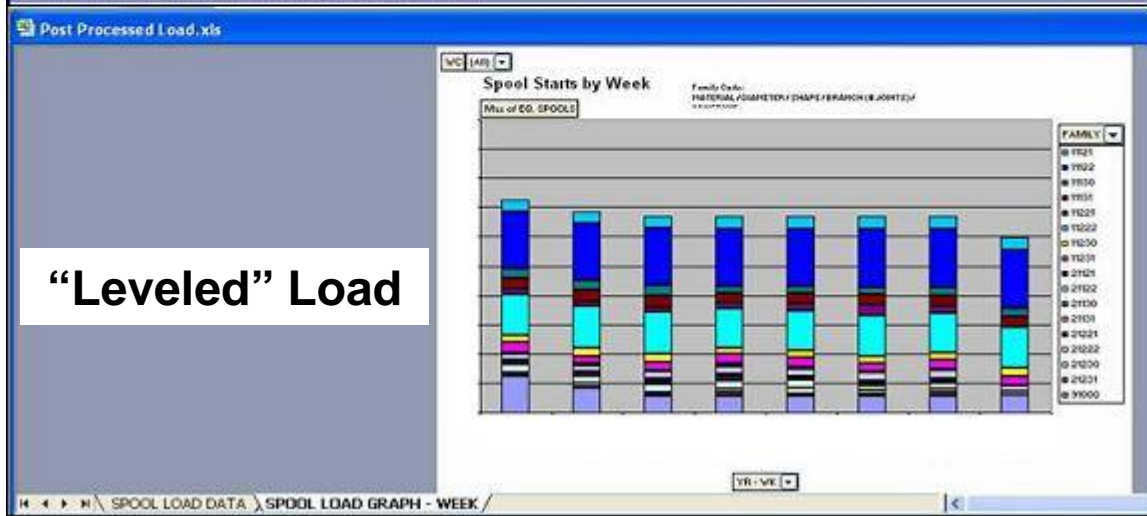 Post Processed Load.xls
WC (All)
Spool Starts by Week
Family Code:
MATERIAL / DIAMETER / SHAPE / BRANCH (# JOINTS) /
of EQ. SPOOLS
FAMILY
11121
11122
11130
11131
11221
11222
11230
11231
21121
21122
21130
21131
21221
21222
21230
21231
31000
“Leveled” Load
YR - WK
SPOOL LOAD DATA
SPOOL LOAD GRAPH - WEEK